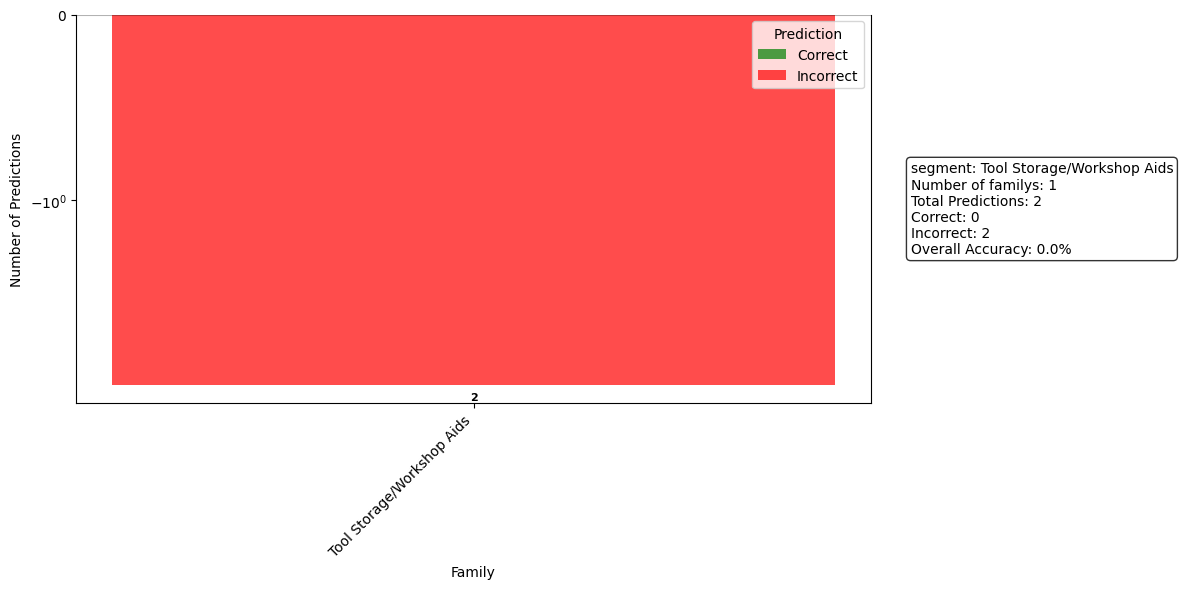 0
−10⁰
Number of Predictions
Prediction
Correct
Incorrect
2
Tool Storage/Workshop Aids
Family
segment: Tool Storage/Workshop Aids
Number of familys: 1
Total Predictions: 2
Correct: 0
Incorrect: 2
Overall Accuracy: 0.0%